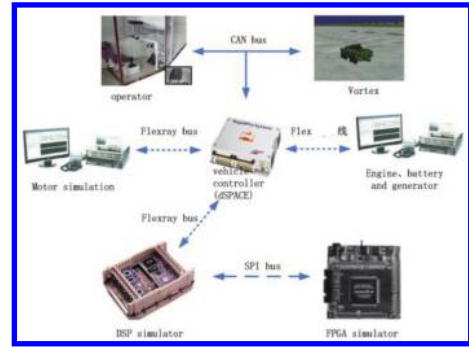 CAN bus
operator
Vortex
Flexray bus
Flex 线
Motor simulation
vehicle
controller
(dSPACE)
Engine、battery
and generator
Flexray bus
SPI bus
DSP simulator
FPGA simulator